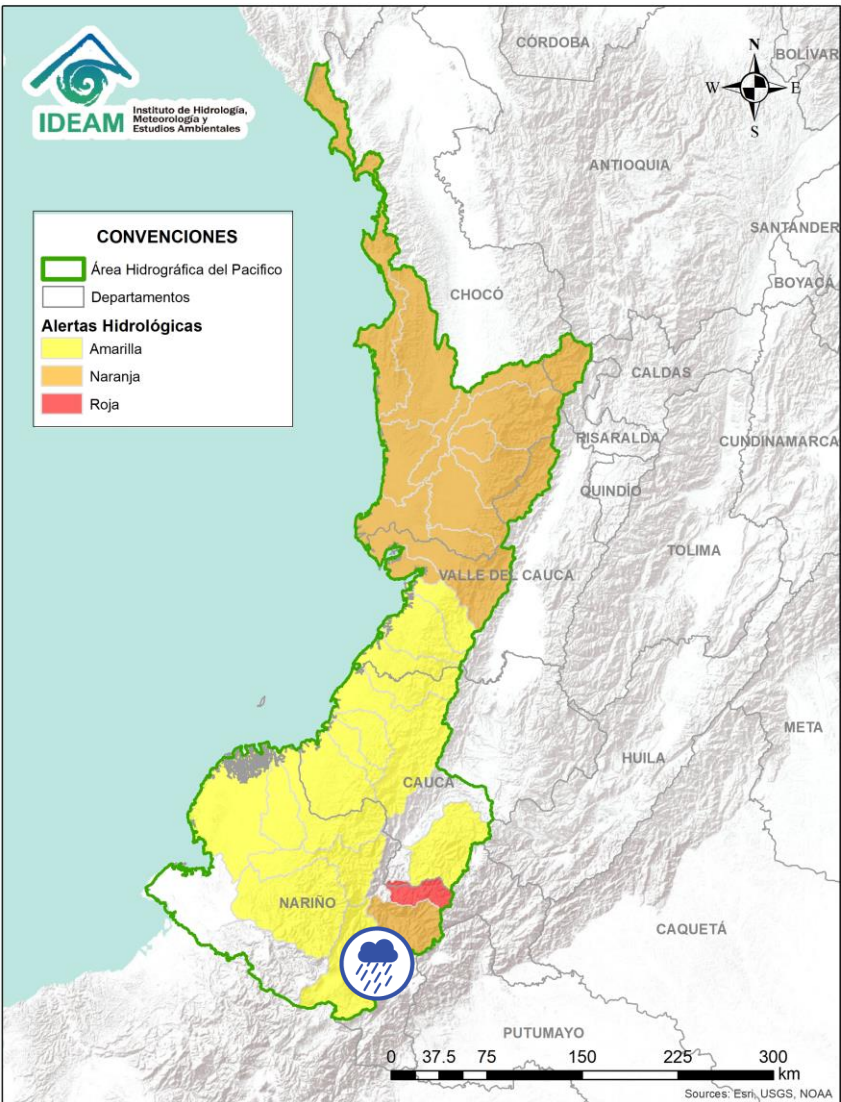 IDEAM
Instituto de Hidrología,
Meteorología y
Estudios Ambientales
N
W
E
S
CÓRDOBA
BOLÍVAR
ANTIOQUIA
SANTANDER
BOYACÁ
CHOCÓ
CONVENCIONES
Área Hidrográfica del Pacifico
Departamentos
Alertas Hidrológicas
Amarilla
Naranja
Roja
CALDAS
RISARALDA
CUNDINAMARCA
QUINDÍO
TOLIMA
VALLE DEL CAUCA
META
HUILA
CAUCA
NARIÑO
CAQUETÁ
PUTUMAYO
0 37.5 75 150 225 300
km
Sources: Esri, USGS, NOAA